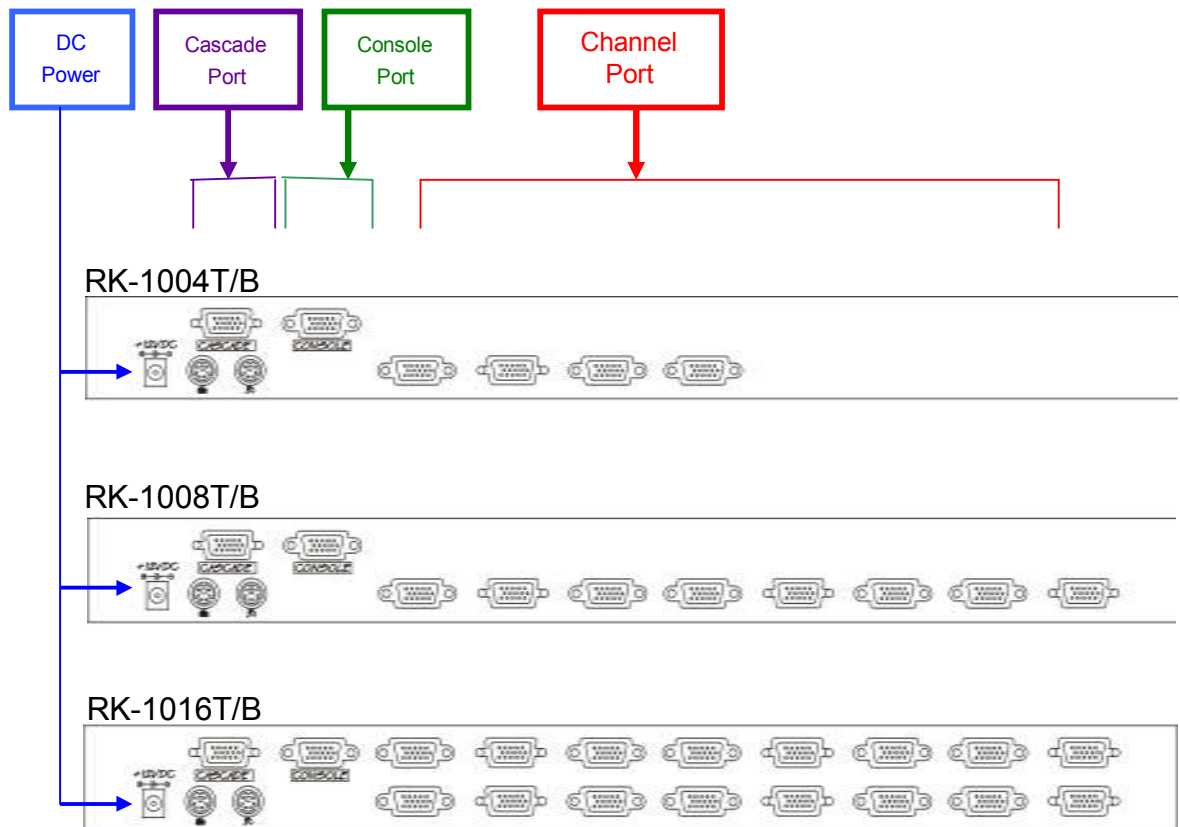 DC
Power
Cascade
Port
Console
Port
Channel
Port
RK-1004T/B
CASCADE
CONSOLE
RK-1008T/B
CASCADE
CONSOLE
RK-1016T/B
CASCADE
CONSOLE